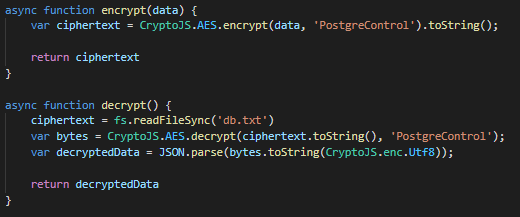 async function encrypt(data) {
    var ciphertext = CryptoJS.AES.encrypt(data, 'PostgreControl').toString();
    return ciphertext
}
async function decrypt() {
    ciphertext = fs.readFileSync('db.txt')
    var bytes = CryptoJS.AES.decrypt(ciphertext.toString(), 'PostgreControl');
    var decryptedData = JSON.parse(bytes.toString(CryptoJS.enc.Utf8));
    return decryptedData
}